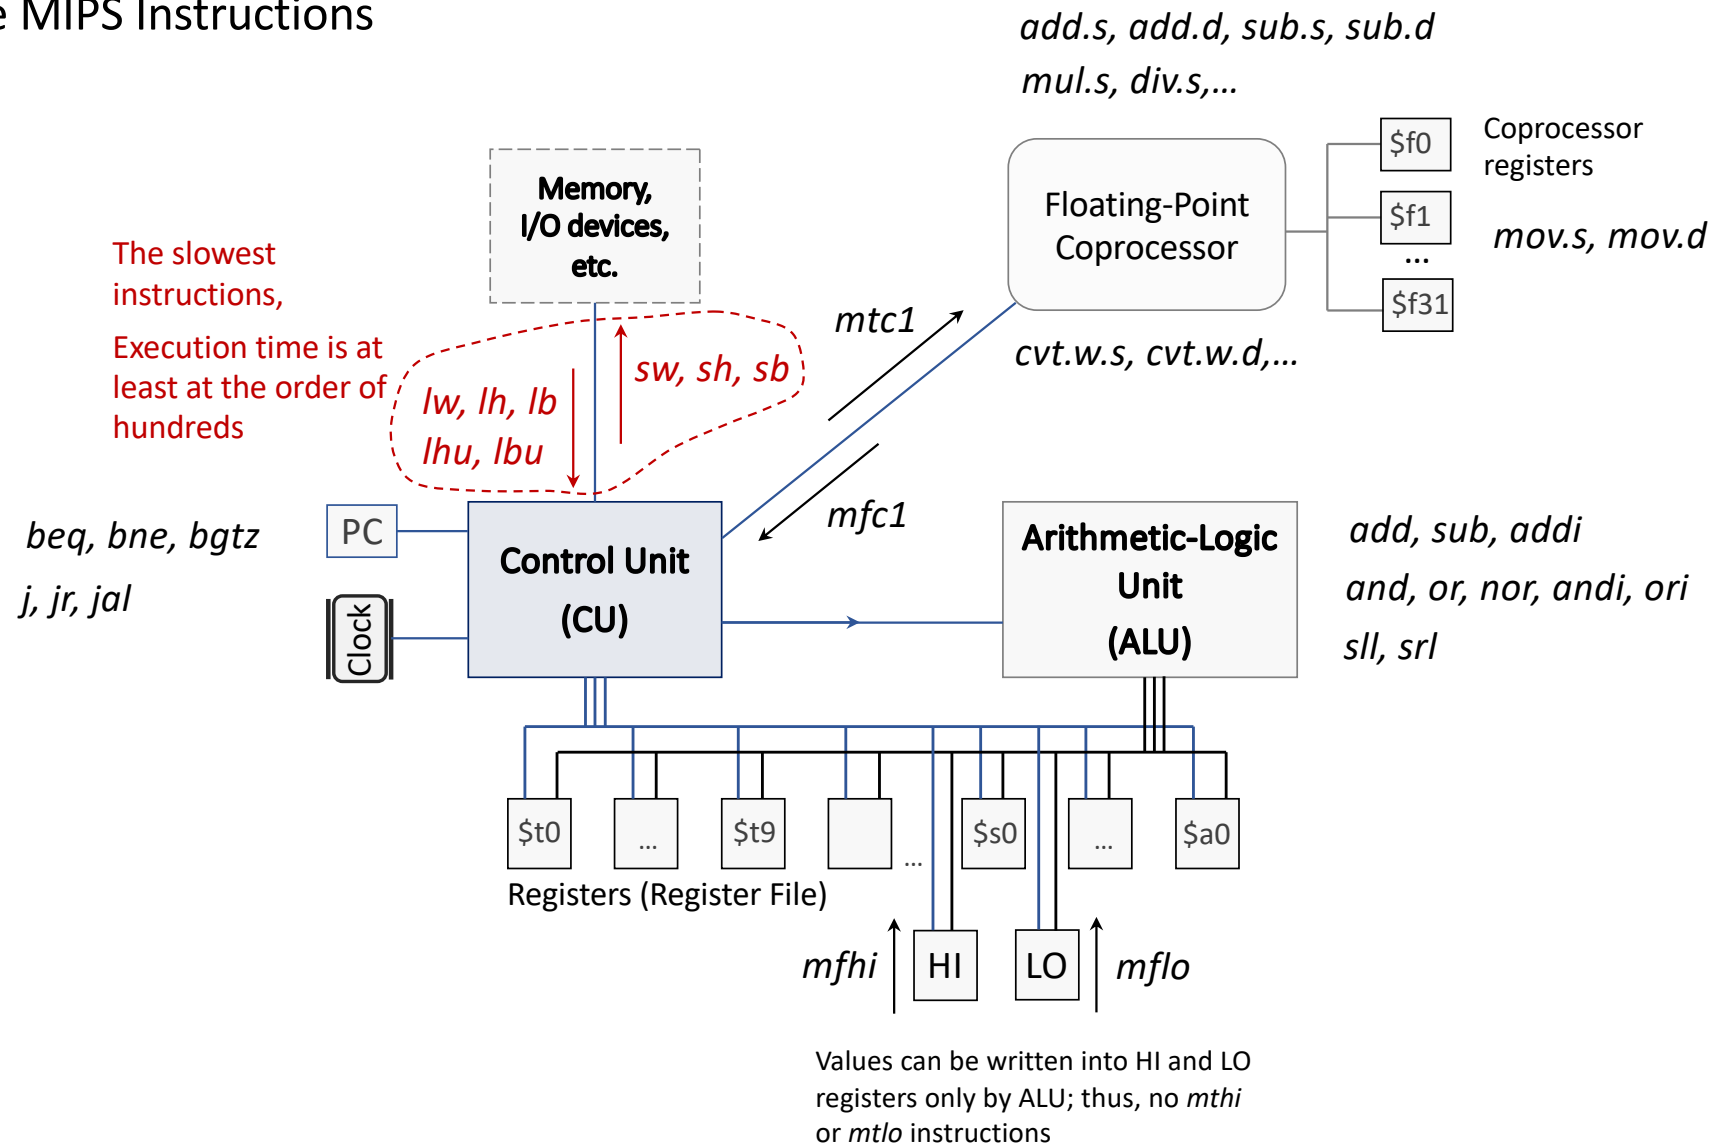 e MIPS Instructions
add.s, add.d, sub.s, sub.d
mul.s, div.s,...
Memory,
I/O devices,
etc.
Floating-Point
Coprocessor
$f0
$f1
...
$f31
Coprocessor
registers
mov.s, mov.d
The slowest
instructions,
Execution time is at
least at the order of
hundreds
lw, lh, lb
lhu, lbu
sw, sh, sb
mtc1
mfc1
cvt.w.s, cvt.w.d,...
beq, bne, bgtz
j, jr, jal
PC
Clock
Control Unit
(CU)
Arithmetic-Logic
Unit
(ALU)
add, sub, addi
and, or, nor, andi, ori
sll, srl
$t0
...
$t9
...
$s0
...
$a0
Registers (Register File)
mfhi
HI
LO
mflo
Values can be written into HI and LO
registers only by ALU; thus, no mthi
or mtlo instructions